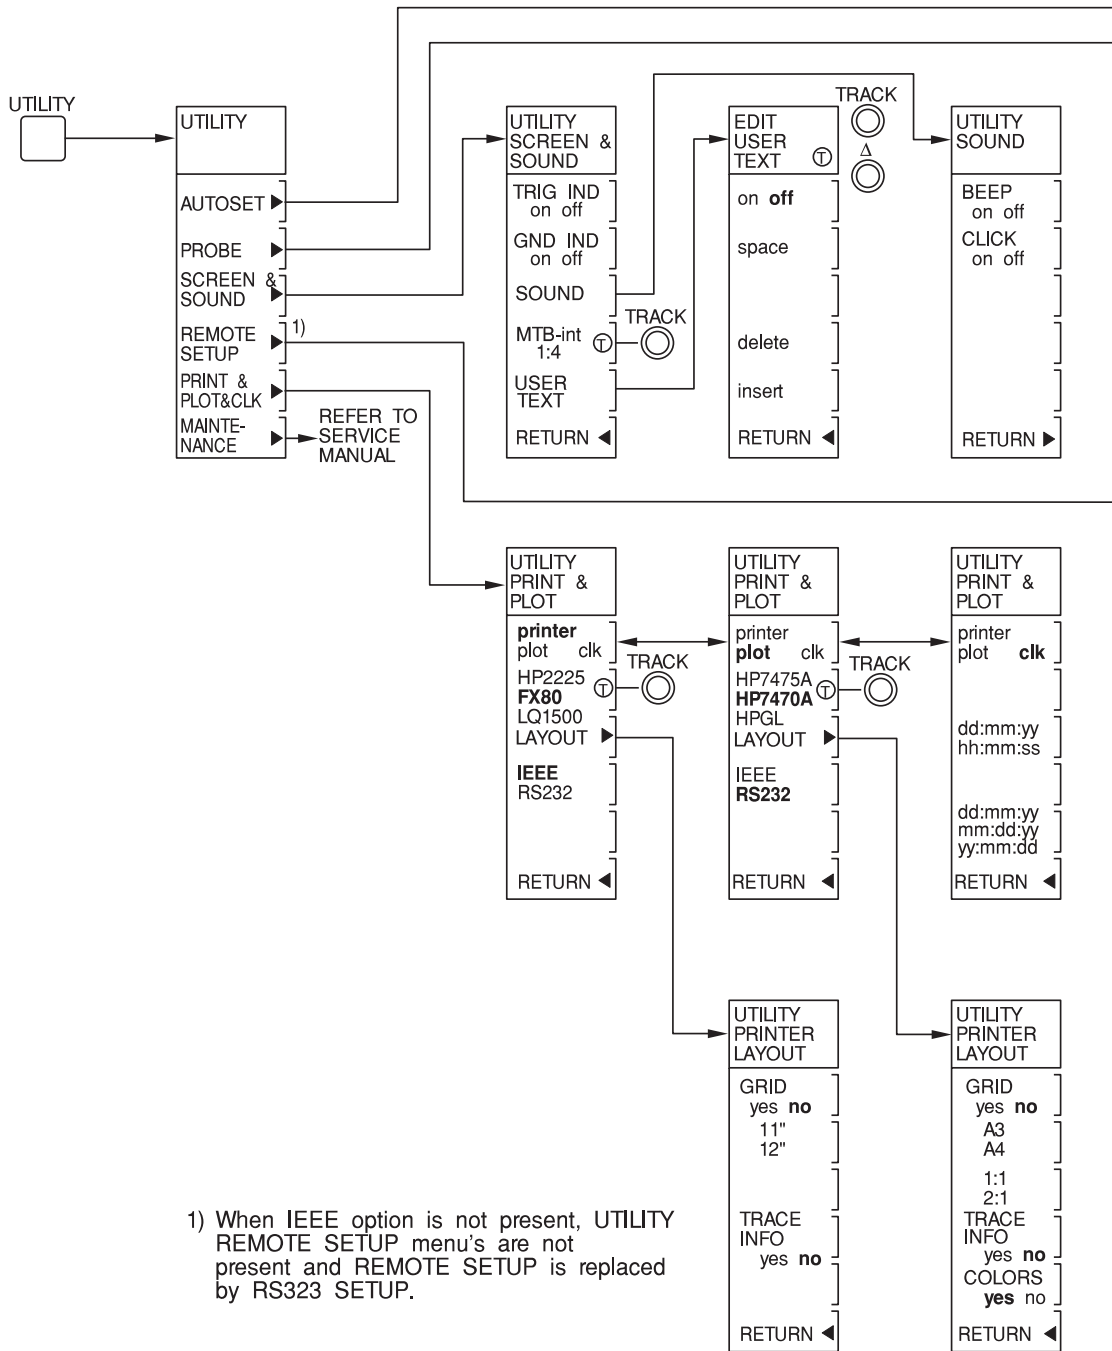 UTILITY
UTILITY
AUTOSET
PROBE
SCREEN &
SOUND
REMOTE
SETUP
1)
PRINT &
PLOT&CLK
MAINTE-
NANCE
REFER TO
SERVICE
MANUAL
UTILITY
SCREEN &
SOUND
TRIG IND
on off
GND IND
on off
SOUND
MTB-int
1:4
T
TRACK
USER
TEXT
RETURN
EDIT
USER
TEXT
T
TRACK
Δ
on off
space
delete
insert
RETURN
UTILITY
SOUND
BEEP
on off
CLICK
on off
RETURN
UTILITY
PRINT &
PLOT
printer
plot clk
HP2225
FX80
LQ1500
T
TRACK
LAYOUT
IEEE
RS232
RETURN
UTILITY
PRINT &
PLOT
printer
plot clk
HP7475A
HP7470A
HPGL
T
TRACK
LAYOUT
IEEE
RS232
RETURN
UTILITY
PRINT &
PLOT
printer
plot clk
dd:mm:yy
hh:mm:ss
dd:mm:yy
mm:dd:yy
yy:mm:dd
RETURN
UTILITY
PRINTER
LAYOUT
GRID
yes no
11"
12"
TRACE
INFO
yes no
RETURN
UTILITY
PRINTER
LAYOUT
GRID
yes no
A3
A4
1:1
2:1
TRACE
INFO
yes no
COLORS
yes no
RETURN
1) When IEEE option is not present, UTILITY
REMOTE SETUP menu's are not
present and REMOTE SETUP is replaced
by RS323 SETUP.